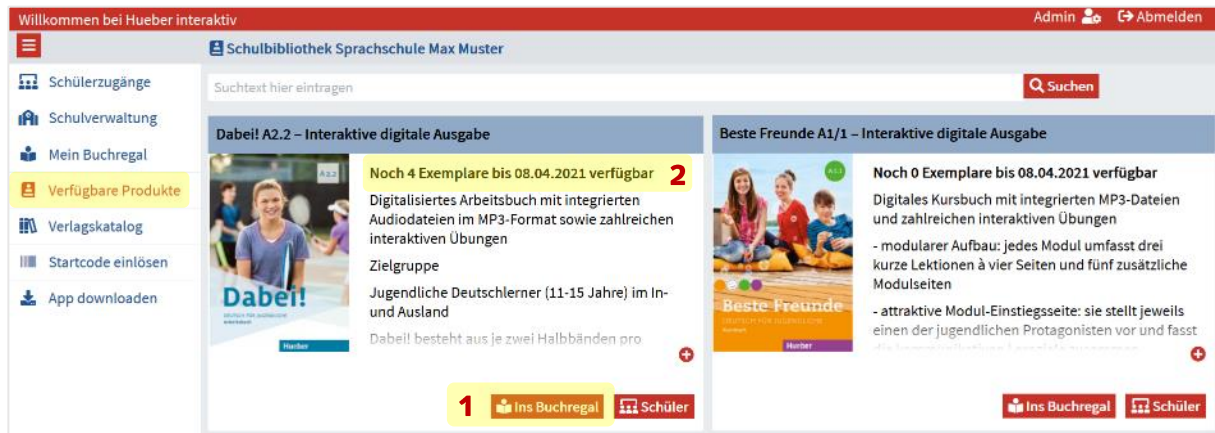 Willkommen bei Hueber interaktiv
Admin
Abmelden
Schulbibliothek Sprachschule Max Muster
Schülerzugänge
Schulverwaltung
Mein Buchregal
Verfügbare Produkte
Verlagskatalog
Startcode einlösen
App downloaden
Suchtext hier eintragen
Suchen
Dabei! A2.2 – Interaktive digitale Ausgabe
A2.2
Dabei!
Arbeitsbuch
Hueber
Noch 4 Exemplare bis 08.04.2021 verfügbar
2
Digitalisiertes Arbeitsbuch mit integrierten
Audiodateien im MP3-Format sowie zahlreichen
interaktiven Übungen
Zielgruppe
Jugendliche Deutschlerner (11-15 Jahre) im In-
und Ausland
Dabei! besteht aus je zwei Halbbänden pro
1
Ins Buchregal
Schüler
Beste Freunde A1/1 – Interaktive digitale Ausgabe
Beste Freunde
DEUTSCH FÜR JUGENDLICHE
Kursbuch
Hueber
Noch 0 Exemplare bis 08.04.2021 verfügbar
Digitales Kursbuch mit integrierten MP3-Dateien
und zahlreichen interaktiven Übungen
- modularer Aufbau: jedes Modul umfasst drei
kurze Lektionen à vier Seiten und fünf zusätzliche
Modulseiten
- attraktive Modul-Einstiegsseite: sie stellt jeweils
einen der jugendlichen Protagonisten vor und fasst
Ins Buchregal
Schüler